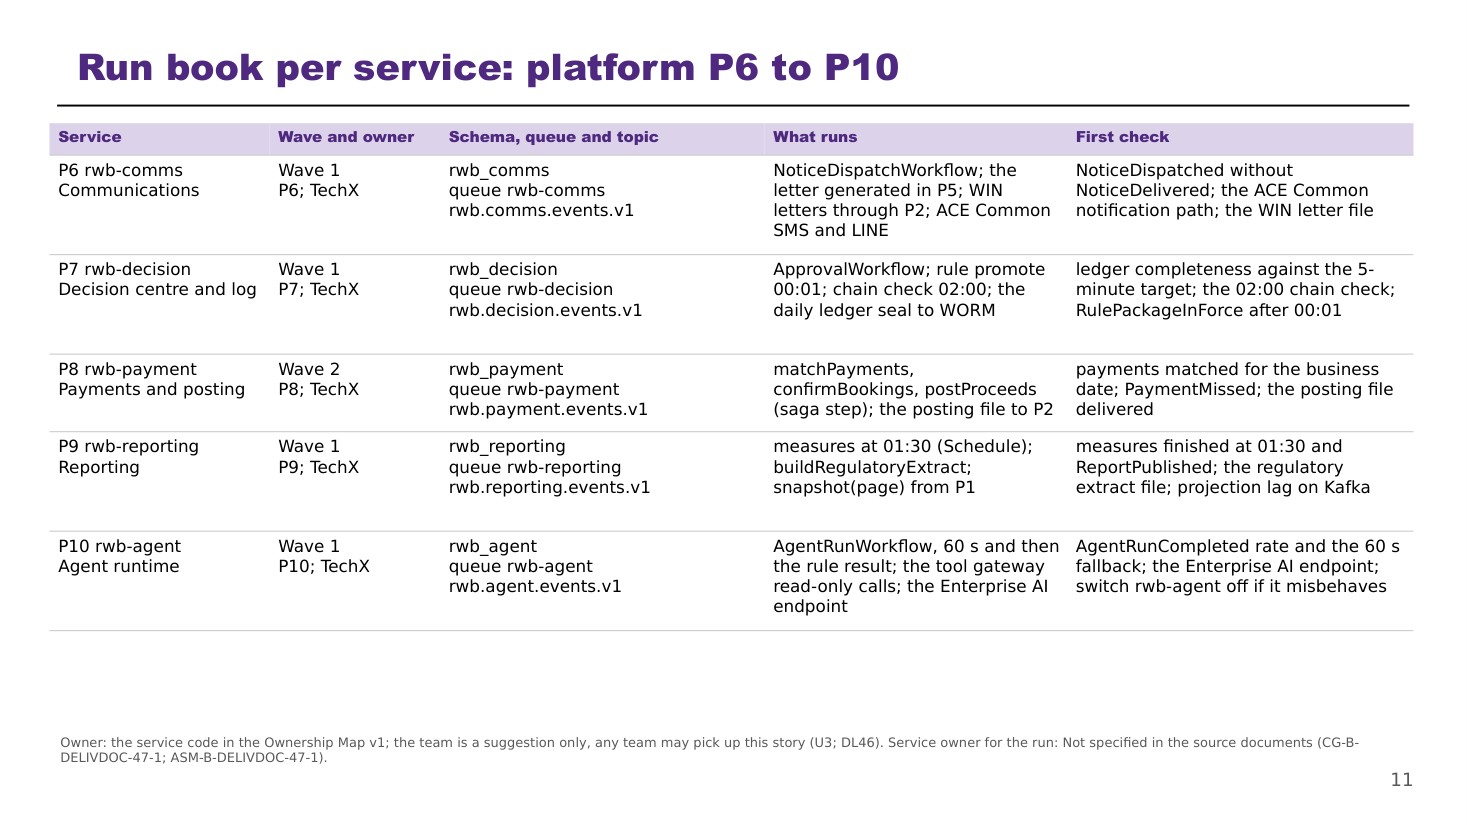 Run book per service: platform P6 to P10
Service
Wave and owner
Schema, queue and topic
What runs
First check
P6 rwb-comms
Communications
Wave 1
P6; TechX
rwb_comms
queue rwb-comms
rwb.comms.events.v1
NoticeDispatchWorkflow; the
letter generated in P5; WIN
letters through P2; ACE Common
SMS and LINE
NoticeDispatched without
NoticeDelivered; the ACE Common
notification path; the WIN letter file
P7 rwb-decision
Decision centre and log
Wave 1
P7; TechX
rwb_decision
queue rwb-decision
rwb.decision.events.v1
ApprovalWorkflow; rule promote
00:01; chain check 02:00; the
daily ledger seal to WORM
ledger completeness against the 5-
minute target; the 02:00 chain check;
RulePackageInForce after 00:01
P8 rwb-payment
Payments and posting
Wave 2
P8; TechX
rwb_payment
queue rwb-payment
rwb.payment.events.v1
matchPayments,
confirmBookings, postProceeds
(saga step); the posting file to P2
payments matched for the business
date; PaymentMissed; the posting file
delivered
P9 rwb-reporting
Reporting
Wave 1
P9; TechX
rwb_reporting
queue rwb-reporting
rwb.reporting.events.v1
measures at 01:30 (Schedule);
buildRegulatoryExtract;
snapshot(page) from P1
measures finished at 01:30 and
ReportPublished; the regulatory
extract file; projection lag on Kafka
P10 rwb-agent
Agent runtime
Wave 1
P10; TechX
rwb_agent
queue rwb-agent
rwb.agent.events.v1
AgentRunWorkflow, 60 s and then
the rule result; the tool gateway
read-only calls; the Enterprise AI
endpoint
AgentRunCompleted rate and the 60 s
fallback; the Enterprise AI endpoint;
switch rwb-agent off if it misbehaves
Owner: the service code in the Ownership Map v1; the team is a suggestion only, any team may pick up this story (U3; DL46). Service owner for the run: Not specified in the source documents (CG-B-
DELIVDOC-47-1; ASM-B-DELIVDOC-47-1).
11